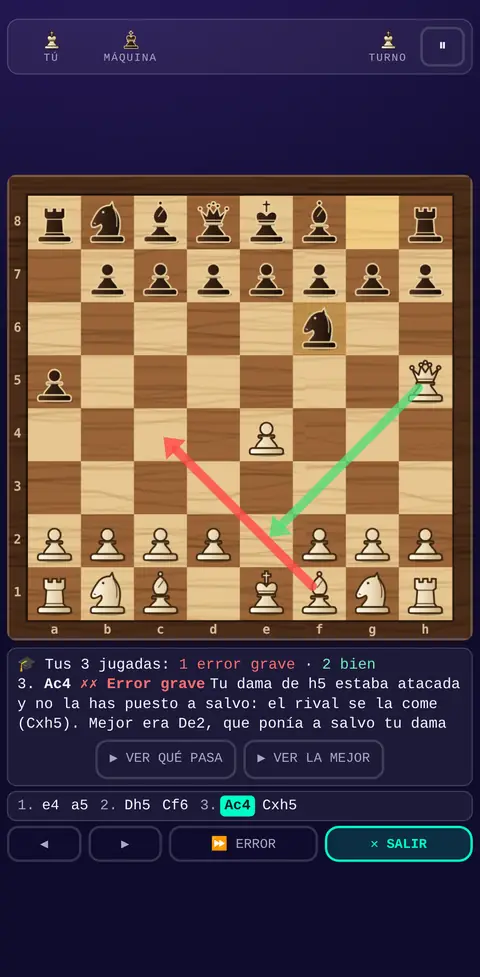 TÚ
MÁQUINA
TURNO
⏸
8
7
6
5
4
3
2
1
a b c d e f g h
🎓 Tus 3 jugadas: 1 error grave · 2 bien
3. Ac4 ✗✗ Error grave Tu dama de h5 estaba atacada
y no la has puesto a salvo: el rival se la come
(Cxh5). Mejor era De2, que ponía a salvo tu dama
▶ VER QUÉ PASA
▶ VER LA MEJOR
1. e4 a5 2. Dh5 Cf6 3. Ac4 Cxh5
◀
▶
⏩ ERROR
✕ SALIR